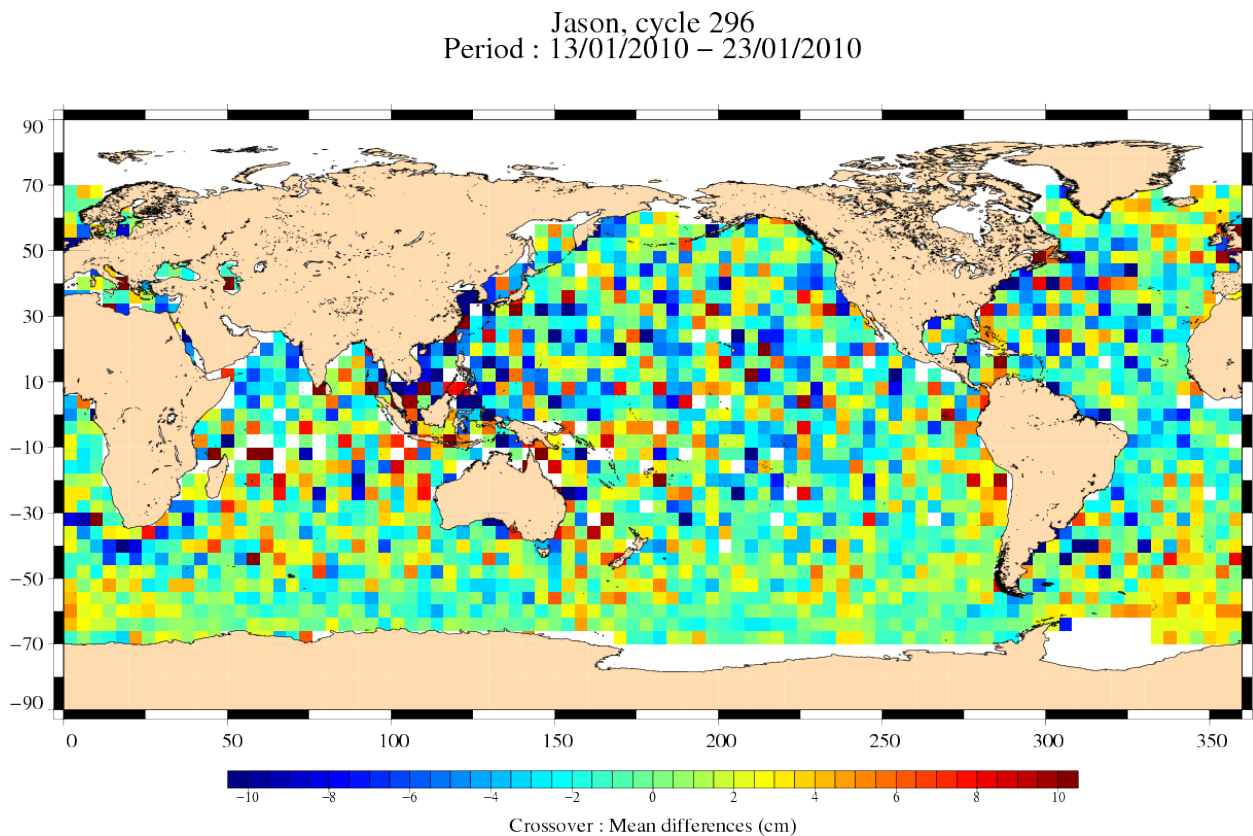 Jason, cycle 296
Period : 13/01/2010 – 23/01/2010
90
70
50
30
10
−10
−30
−50
−70
−90
0 50 100 150 200 250 300 350
−10 −8 −6 −4 −2 0 2 4 6 8 10
Crossover : Mean differences (cm)